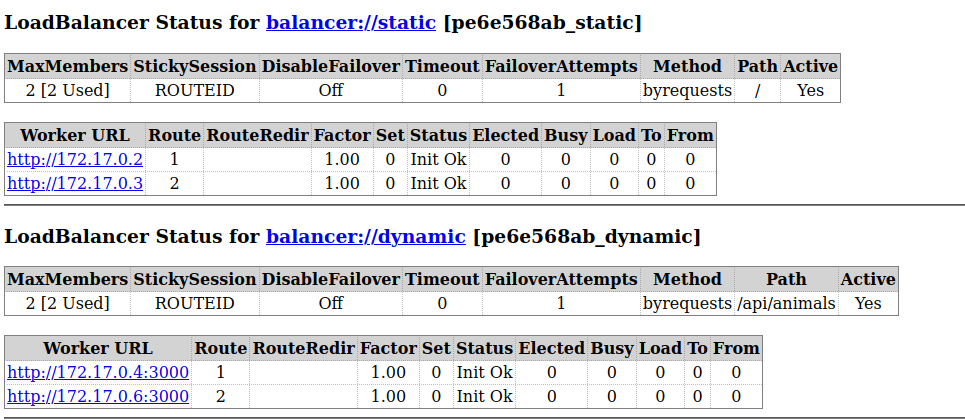 LoadBalancer Status for balancer://static [pe6e568ab_static]
MaxMembers StickySession DisableFailover Timeout FailoverAttempts Method Path Active
2 [2 Used] ROUTEID Off 0 1 byrequests / Yes
Worker URL Route RouteRedir Factor Set Status Elected Busy Load To From
http://172.17.0.2 1 1.00 0 Init Ok 0 0 0 0 0
http://172.17.0.3 2 1.00 0 Init Ok 0 0 0 0 0
LoadBalancer Status for balancer://dynamic [pe6e568ab_dynamic]
MaxMembers StickySession DisableFailover Timeout FailoverAttempts Method Path Active
2 [2 Used] ROUTEID Off 0 1 byrequests /api/animals Yes
Worker URL Route RouteRedir Factor Set Status Elected Busy Load To From
http://172.17.0.4:3000 1 1.00 0 Init Ok 0 0 0 0 0
http://172.17.0.6:3000 2 1.00 0 Init Ok 0 0 0 0 0